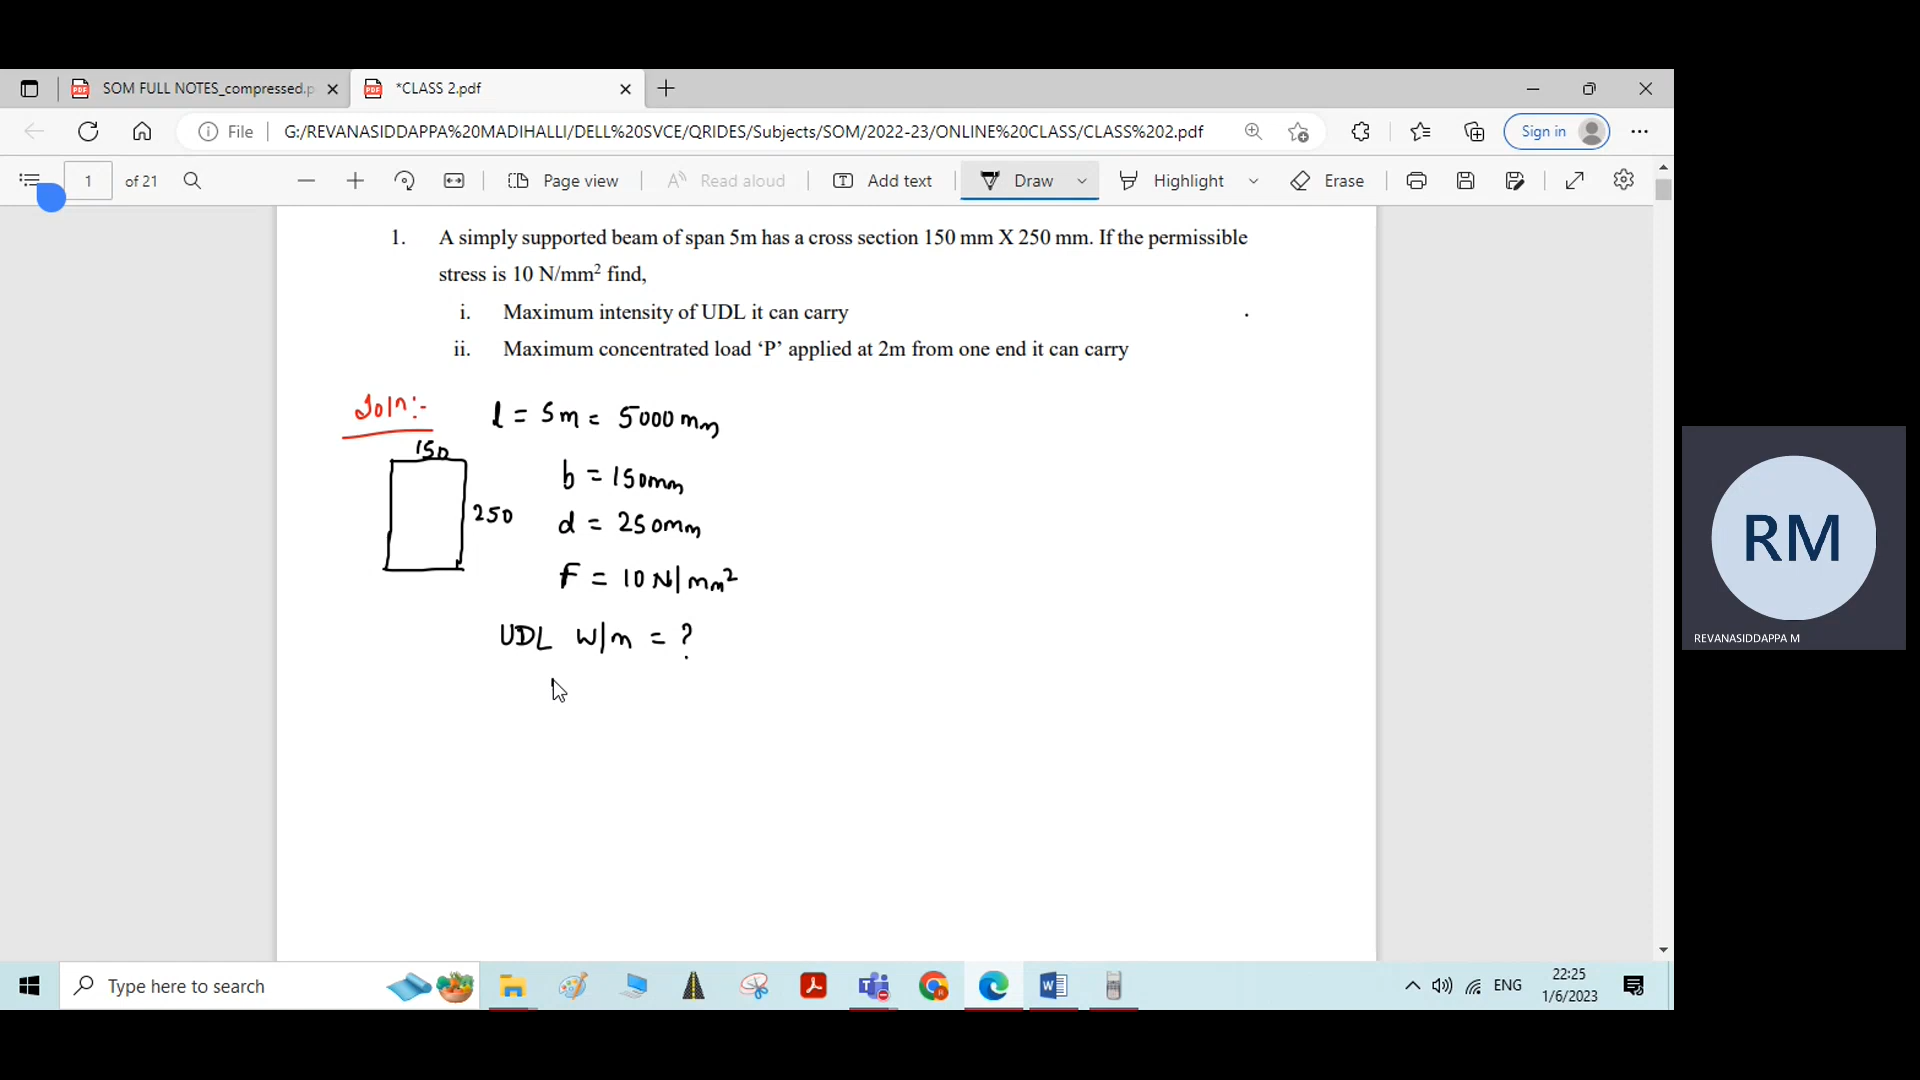 SOM FULL NOTES_compressed.p
*CLASS 2.pdf
File
G:/REVANASIDDAPPA%20MADIHALLI/DELL%20SVCE/QRIDES/Subjects/SOM/2022-23/ONLINE%20CLASS/CLASS%202.pdf
Sign in
1 of 21
Page view
Read aloud
Add text
Draw
Highlight
Erase
1. A simply supported beam of span 5m has a cross section 150 mm X 250 mm. If the permissible
stress is 10 N/mm² find,
i. Maximum intensity of UDL it can carry
ii. Maximum concentrated load ‘P’ applied at 2m from one end it can carry
Soln:-
l = 5m = 5000 mm
150
250
b = 150mm
d = 250mm
F = 10 N/mm²
UDL w/m = ?
RM
REVANASIDDAPPA M
Type here to search
ENG
22:25
1/6/2023